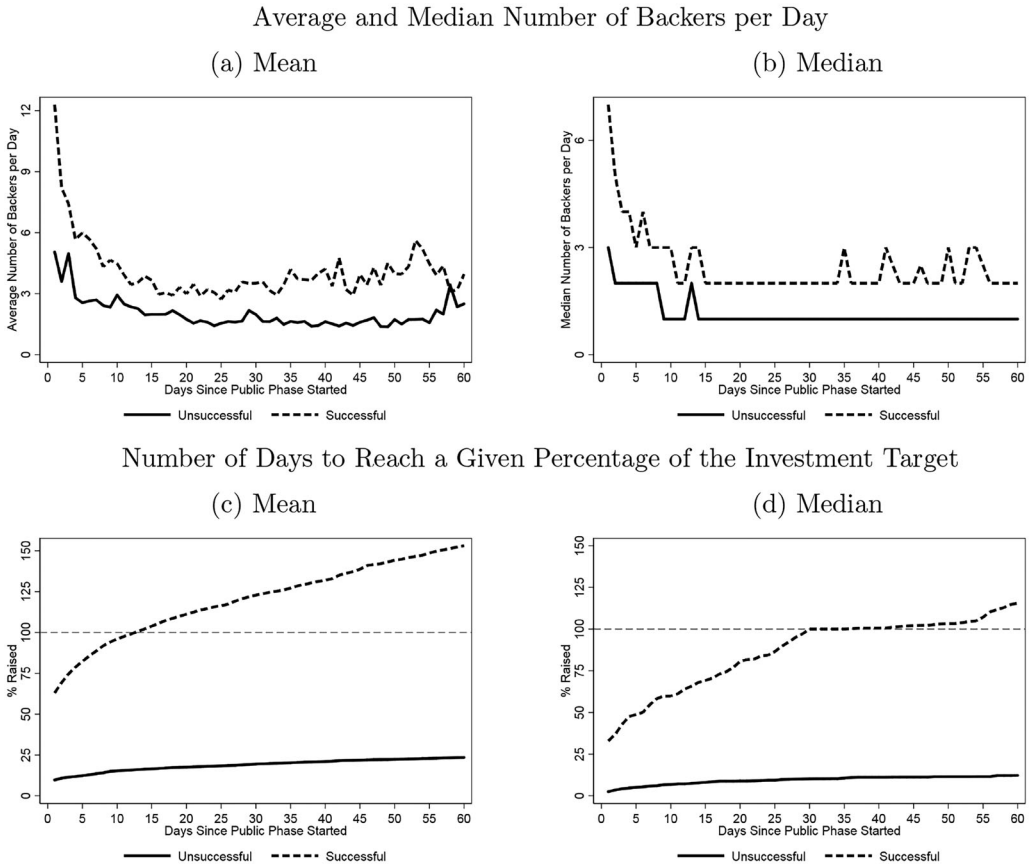 Average and Median Number of Backers per Day
(a) Mean
(b) Median
Average Number of Backers per Day
0 3 6 9 12
0 5 10 15 20 25 30 35 40 45 50 55 60
Days Since Public Phase Started
Unsuccessful Successful
Median Number of Backers per Day
0 3 6
0 5 10 15 20 25 30 35 40 45 50 55 60
Days Since Public Phase Started
Unsuccessful Successful
Number of Days to Reach a Given Percentage of the Investment Target
(c) Mean
(d) Median
% Raised
0 25 50 75 100 125 150
0 5 10 15 20 25 30 35 40 45 50 55 60
Days Since Public Phase Started
Unsuccessful Successful
% Raised
0 25 50 75 100 125 150
0 5 10 15 20 25 30 35 40 45 50 55 60
Days Since Public Phase Started
Unsuccessful Successful